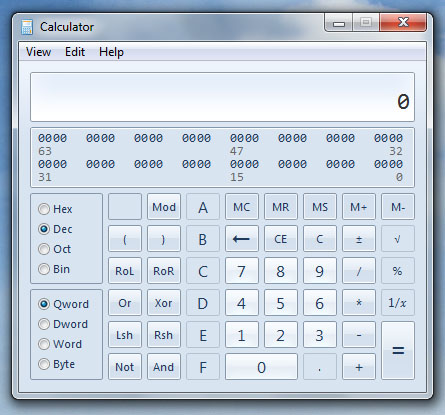 Calculator
View Edit Help
0
0000 0000 0000 0000 0000 0000 0000 0000
63 47 32
0000 0000 0000 0000 0000 0000 0000 0000
31 15 0
Hex Mod A MC MR MS M+ M-
Dec ( ) B ← CE C ± √
Oct
Bin RoL RoR C 7 8 9 / %
Qword Or Xor D 4 5 6 * 1/x
Dword
Word Lsh Rsh E 1 2 3 - =
Byte Not And F 0 . +